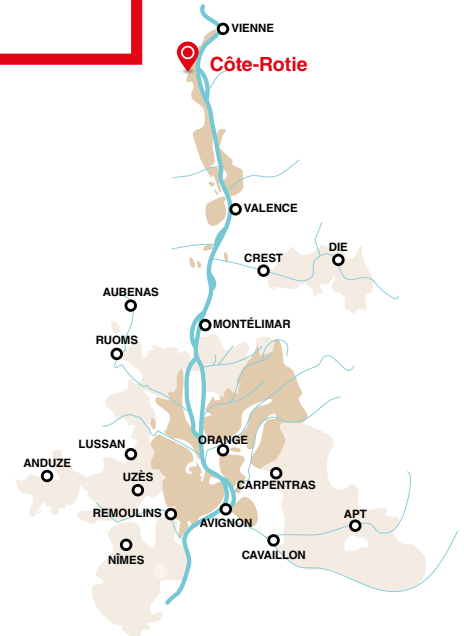 VIENNE
Côte-Rotie
VALENCE
DIE
CREST
AUBENAS
MONTÉLIMAR
RUOMS
ORANGE
LUSSAN
ANDUZE
UZÈS
CARPENTRAS
REMOULINS
AVIGNON
APT
CAVAILLON
NÎMES